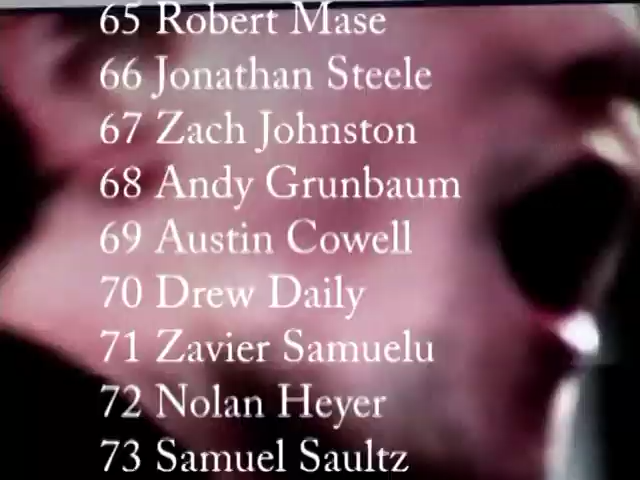 65 Robert Mase
66 Jonathan Steele
67 Zach Johnston
68 Andy Grunbaum
69 Austin Cowell
70 Drew Daily
71 Zavier Samuelu
72 Nolan Heyer
73 Samuel Saultz